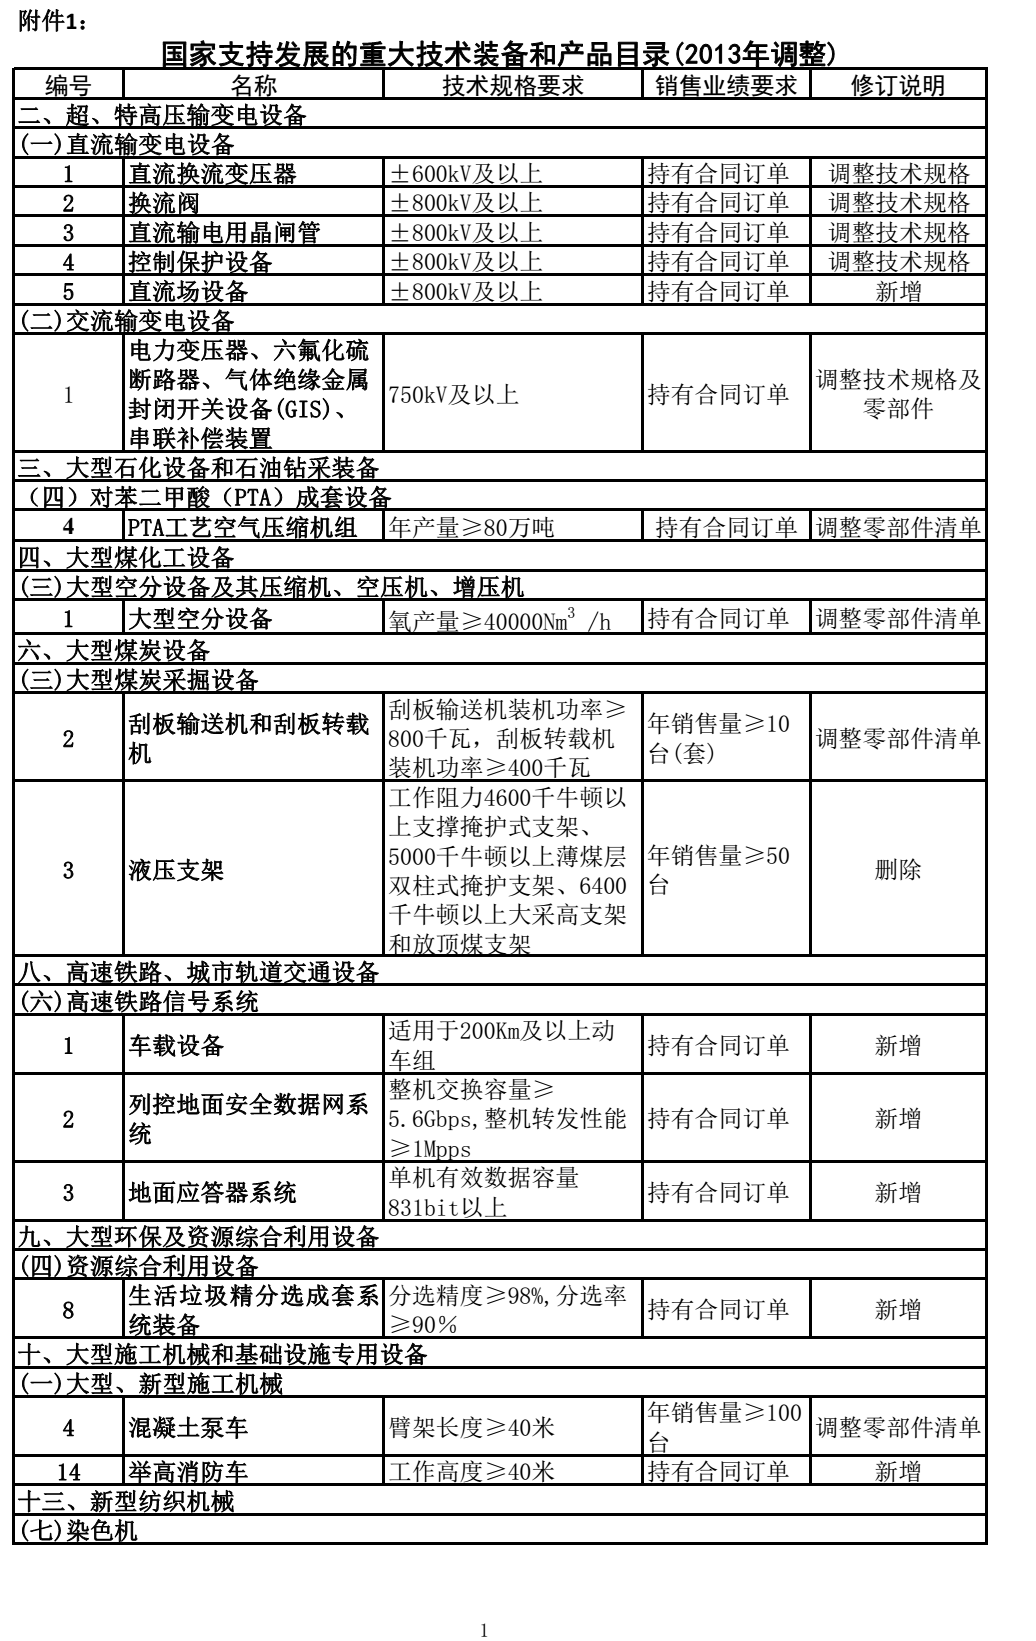 附件1：
国家支持发展的重大技术装备和产品目录(2013年调整)
编号 名称 技术规格要求 销售业绩要求 修订说明
二、超、特高压输变电设备
(一)直流输变电设备
1 直流换流变压器 ±600kV及以上 持有合同订单 调整技术规格
2 换流阀 ±800kV及以上 持有合同订单 调整技术规格
3 直流输电用晶闸管 ±800kV及以上 持有合同订单 调整技术规格
4 控制保护设备 ±800kV及以上 持有合同订单 调整技术规格
5 直流场设备 ±800kV及以上 持有合同订单 新增
(二)交流输变电设备
1
电力变压器、六氟化硫
断路器、气体绝缘金属
封闭开关设备(GIS)、
串联补偿装置
750kV及以上
持有合同订单
调整技术规格及
零部件
三、大型石化设备和石油钻采装备
（四）对苯二甲酸（PTA）成套设备
4 PTA工艺空气压缩机组 年产量≥80万吨 持有合同订单 调整零部件清单
四、大型煤化工设备
(三)大型空分设备及其压缩机、空压机、增压机
1 大型空分设备 氧产量≥40000Nm³ /h 持有合同订单 调整零部件清单
六、大型煤炭设备
(三)大型煤炭采掘设备
2
刮板输送机和刮板转载
机
刮板输送机装机功率≥
800千瓦，刮板转载机
装机功率≥400千瓦
年销售量≥10
台(套)
调整零部件清单
3
液压支架
工作阻力4600千牛顿以
上支撑掩护式支架、
5000千牛顿以上薄煤层
双柱式掩护支架、6400
千牛顿以上大采高支架
和放顶煤支架
年销售量≥50
台
删除
八、高速铁路、城市轨道交通设备
(六)高速铁路信号系统
1
车载设备
适用于200Km及以上动
车组
持有合同订单
新增
2
列控地面安全数据网系
统
整机交换容量≥
5.6Gbps,整机转发性能
≥1Mpps
持有合同订单
新增
3
地面应答器系统
单机有效数据容量
831bit以上
持有合同订单
新增
九、大型环保及资源综合利用设备
(四)资源综合利用设备
8
生活垃圾精分选成套系
统装备
分选精度≥98%,分选率
≥90％
持有合同订单
新增
十、大型施工机械和基础设施专用设备
(一)大型、新型施工机械
4
混凝土泵车
臂架长度≥40米
年销售量≥100
台
调整零部件清单
14 举高消防车 工作高度≥40米 持有合同订单 新增
十三、新型纺织机械
(七)染色机
1